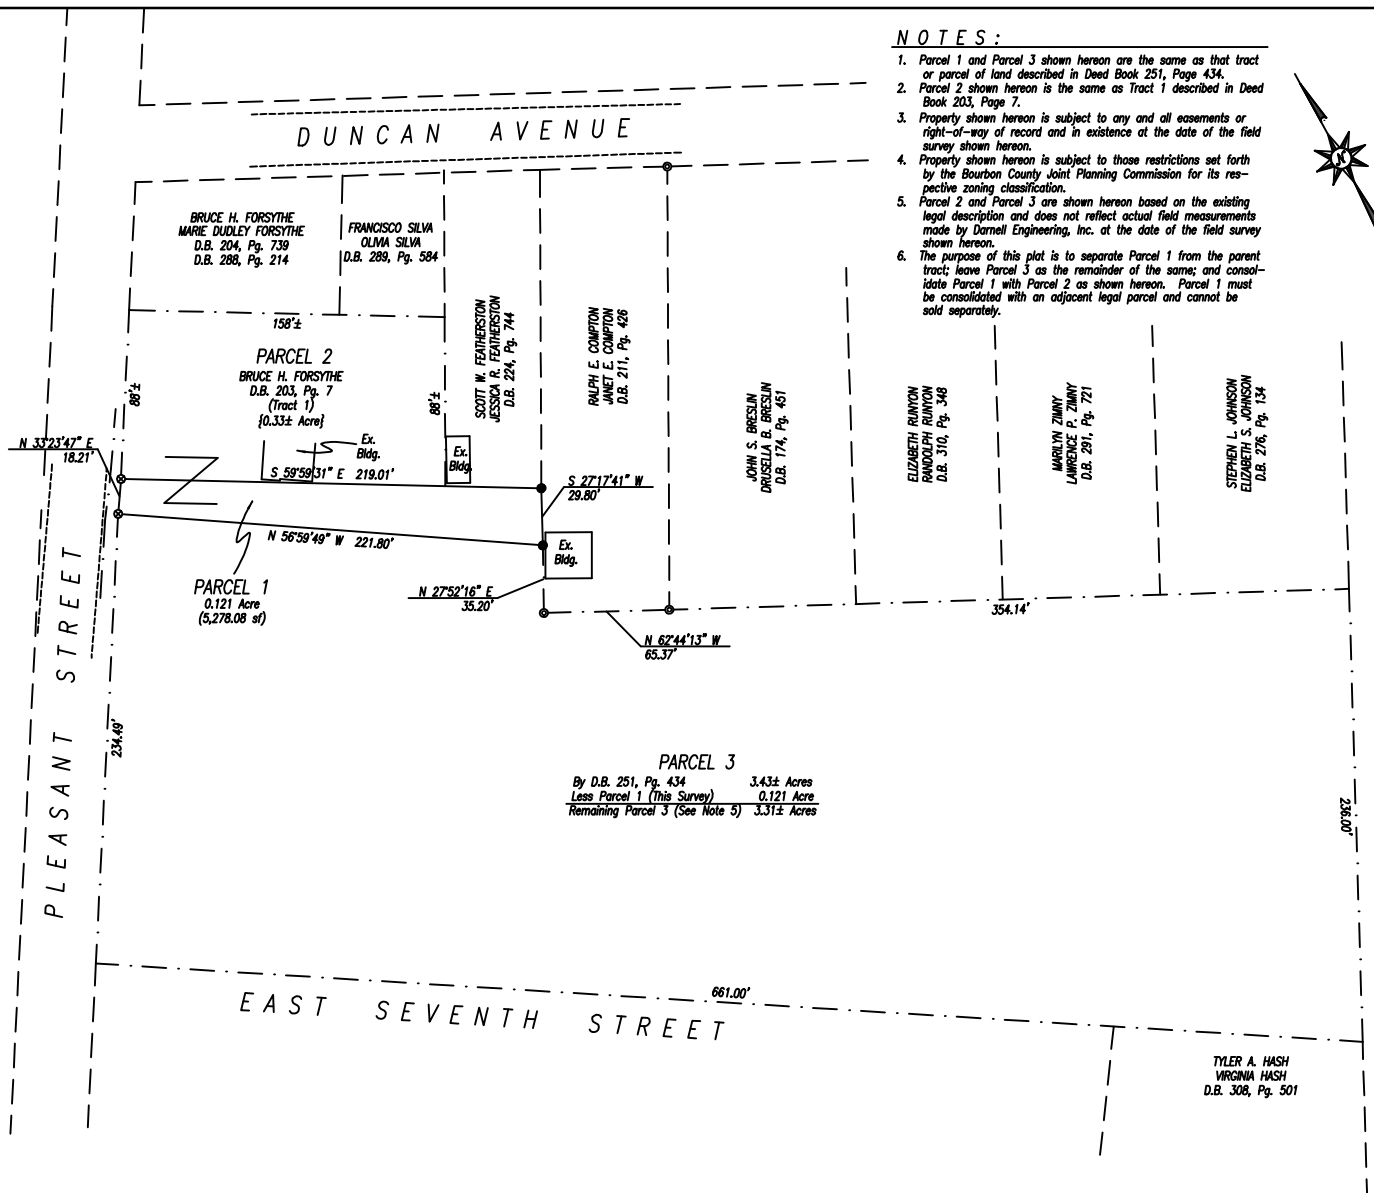 NOTES:
1. Parcel 1 and Parcel 3 shown hereon are the same as that tract
or parcel of land described in Deed Book 251, Page 434.
2. Parcel 2 shown hereon is the same as Tract 1 described in Deed
Book 203, Page 7.
3. Property shown hereon is subject to any and all easements or
right-of-way of record and in existence at the date of the field
survey shown hereon.
4. Property shown hereon is subject to those restrictions set forth
by the Bourbon County Joint Planning Commission for its res-
pective zoning classification.
5. Parcel 2 and Parcel 3 are shown hereon based on the existing
legal description and does not reflect actual field measurements
made by Darnell Engineering, Inc. at the date of the field survey
shown hereon.
6. The purpose of this plat is to separate Parcel 1 from the parent
tract; leave Parcel 3 as the remainder of the same; and consol-
idate Parcel 1 with Parcel 2 as shown hereon. Parcel 1 must
be consolidated with an adjacent legal parcel and cannot be
sold separately.
N
DUNCAN AVENUE
BRUCE H. FORSYTHE
MARIE DUDLEY FORSYTHE
D.B. 204, Pg. 739
D.B. 288, Pg. 214
FRANCISCO SILVA
OLIVIA SILVA
D.B. 289, Pg. 584
158'±
PARCEL 2
BRUCE H. FORSYTHE
D.B. 203, Pg. 7
(Tract 1)
{0.33± Acre}
88'±
88'±
SCOTT W. FEATHERSTON
JESSICA R. FEATHERSTON
D.B. 224, Pg. 744
RALPH E. COMPTON
JANET E. COMPTON
D.B. 211, Pg. 426
JOHN S. BRESLIN
DRUSELLA B. BRESLIN
D.B. 174, Pg. 451
ELIZABETH RUNYON
RANDOLPH RUNYON
D.B. 310, Pg. 348
MARILYN ZIMNY
LAWRENCE P. ZIMNY
D.B. 291, Pg. 721
STEPHEN L. JOHNSON
ELIZABETH S. JOHNSON
D.B. 276, Pg. 134
N 33°23'47" E
18.21'
Ex.
Bldg.
Ex.
Bldg.
S 59°59'31" E 219.01'
S 27°17'41" W
29.80'
N 56°59'49" W 221.80'
Ex.
Bldg.
PARCEL 1
0.121 Acre
(5,278.08 sf)
N 27°52'16" E
35.20'
N 62°44'13" W
65.37'
354.14'
PLEASANT STREET
234.49'
PARCEL 3
By D.B. 251, Pg. 434 3.43± Acres
Less Parcel 1 (This Survey) 0.121 Acre
Remaining Parcel 3 (See Note 5) 3.31± Acres
236.00'
661.00'
EAST SEVENTH STREET
TYLER A. HASH
VIRGINIA HASH
D.B. 308, Pg. 501